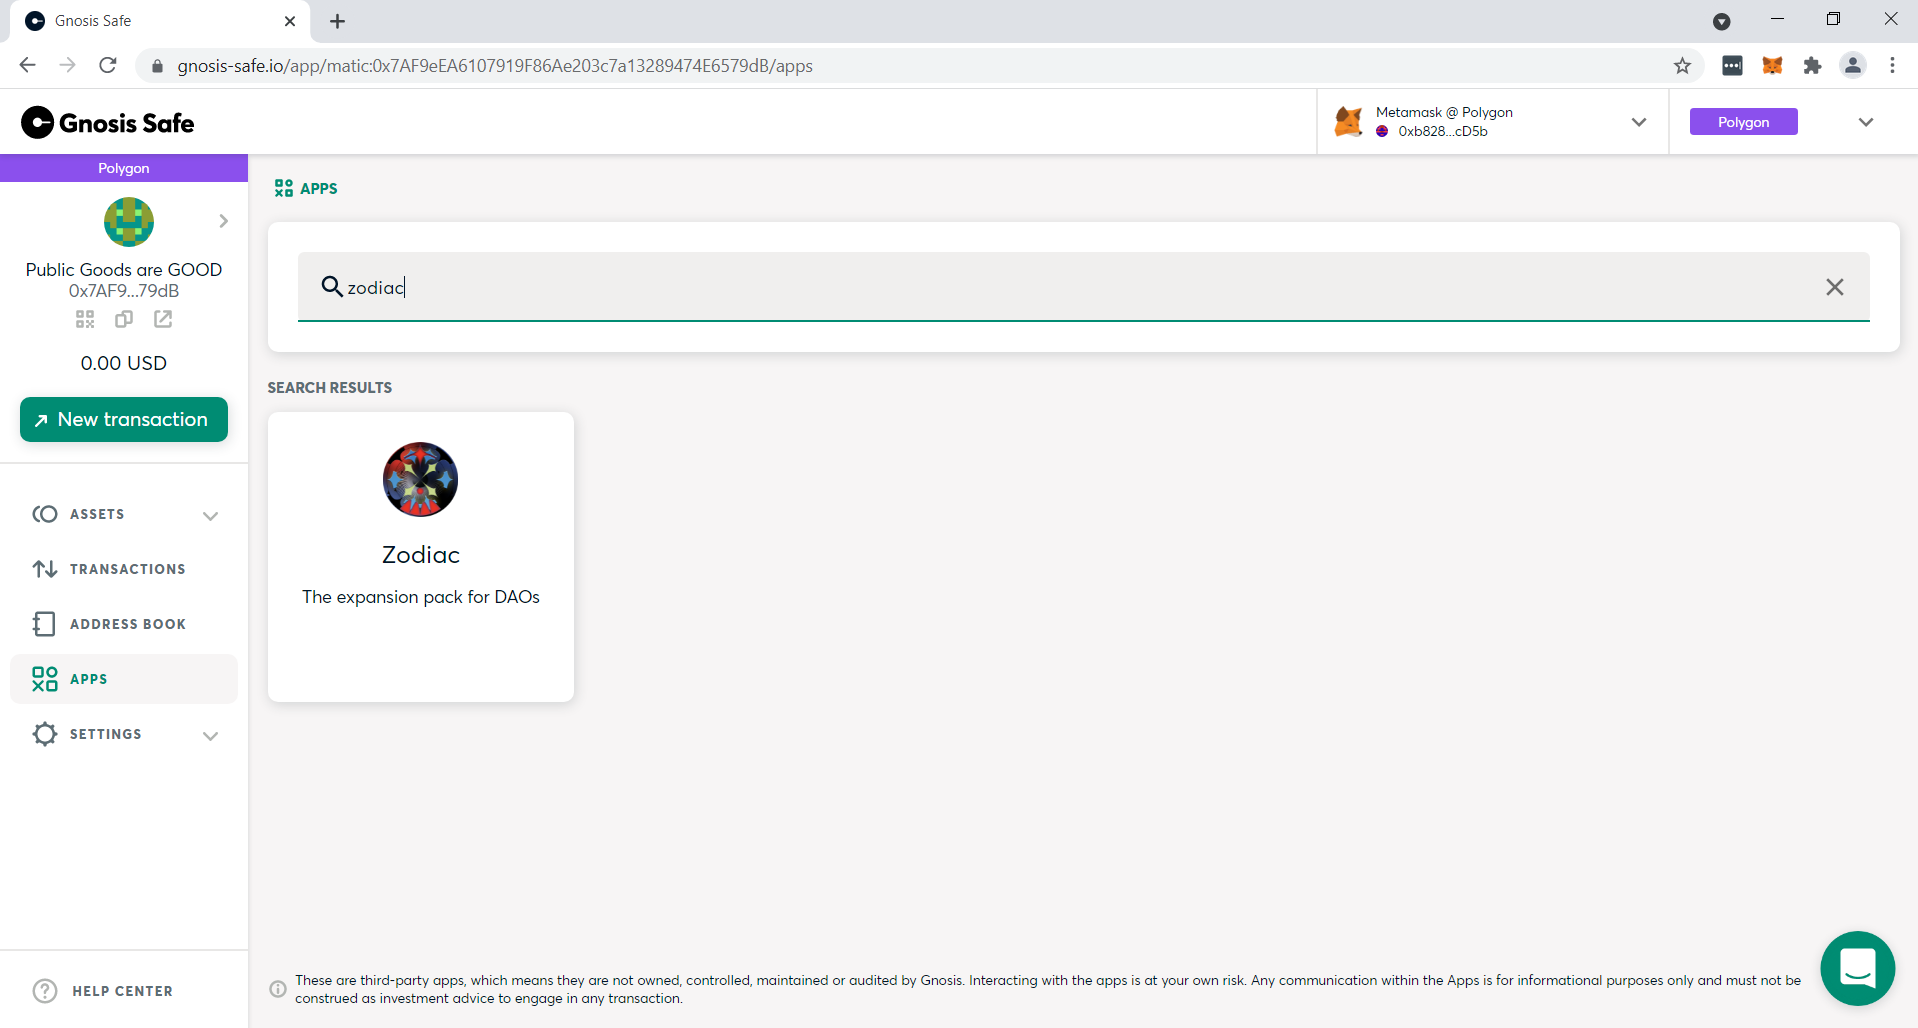 Gnosis Safe
gnosis-safe.io/app/matic:0x7AF9eEA6107919F86Ae203c7a13289474E6579dB/apps
Gnosis Safe
Metamask @ Polygon
0xb828...cD5b
Polygon
Polygon
Public Goods are GOOD
0x7AF9...79dB
0.00 USD
New transaction
ASSETS
TRANSACTIONS
ADDRESS BOOK
APPS
SETTINGS
HELP CENTER
APPS
zodiac
SEARCH RESULTS
Zodiac
The expansion pack for DAOs
These are third-party apps, which means they are not owned, controlled, maintained or audited by Gnosis. Interacting with the apps is at your own risk. Any communication within the Apps is for informational purposes only and must not be
construed as investment advice to engage in any transaction.